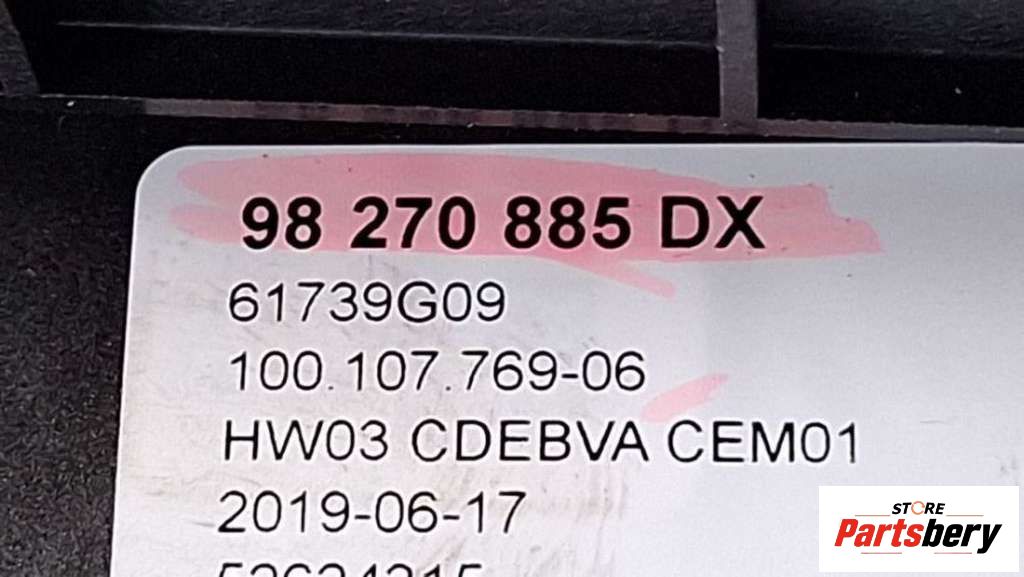 98 270 885 DX
61739G09
100.107.769-06
HW03 CDEBVA CEM01
2019-06-17
STORE
Partsbery